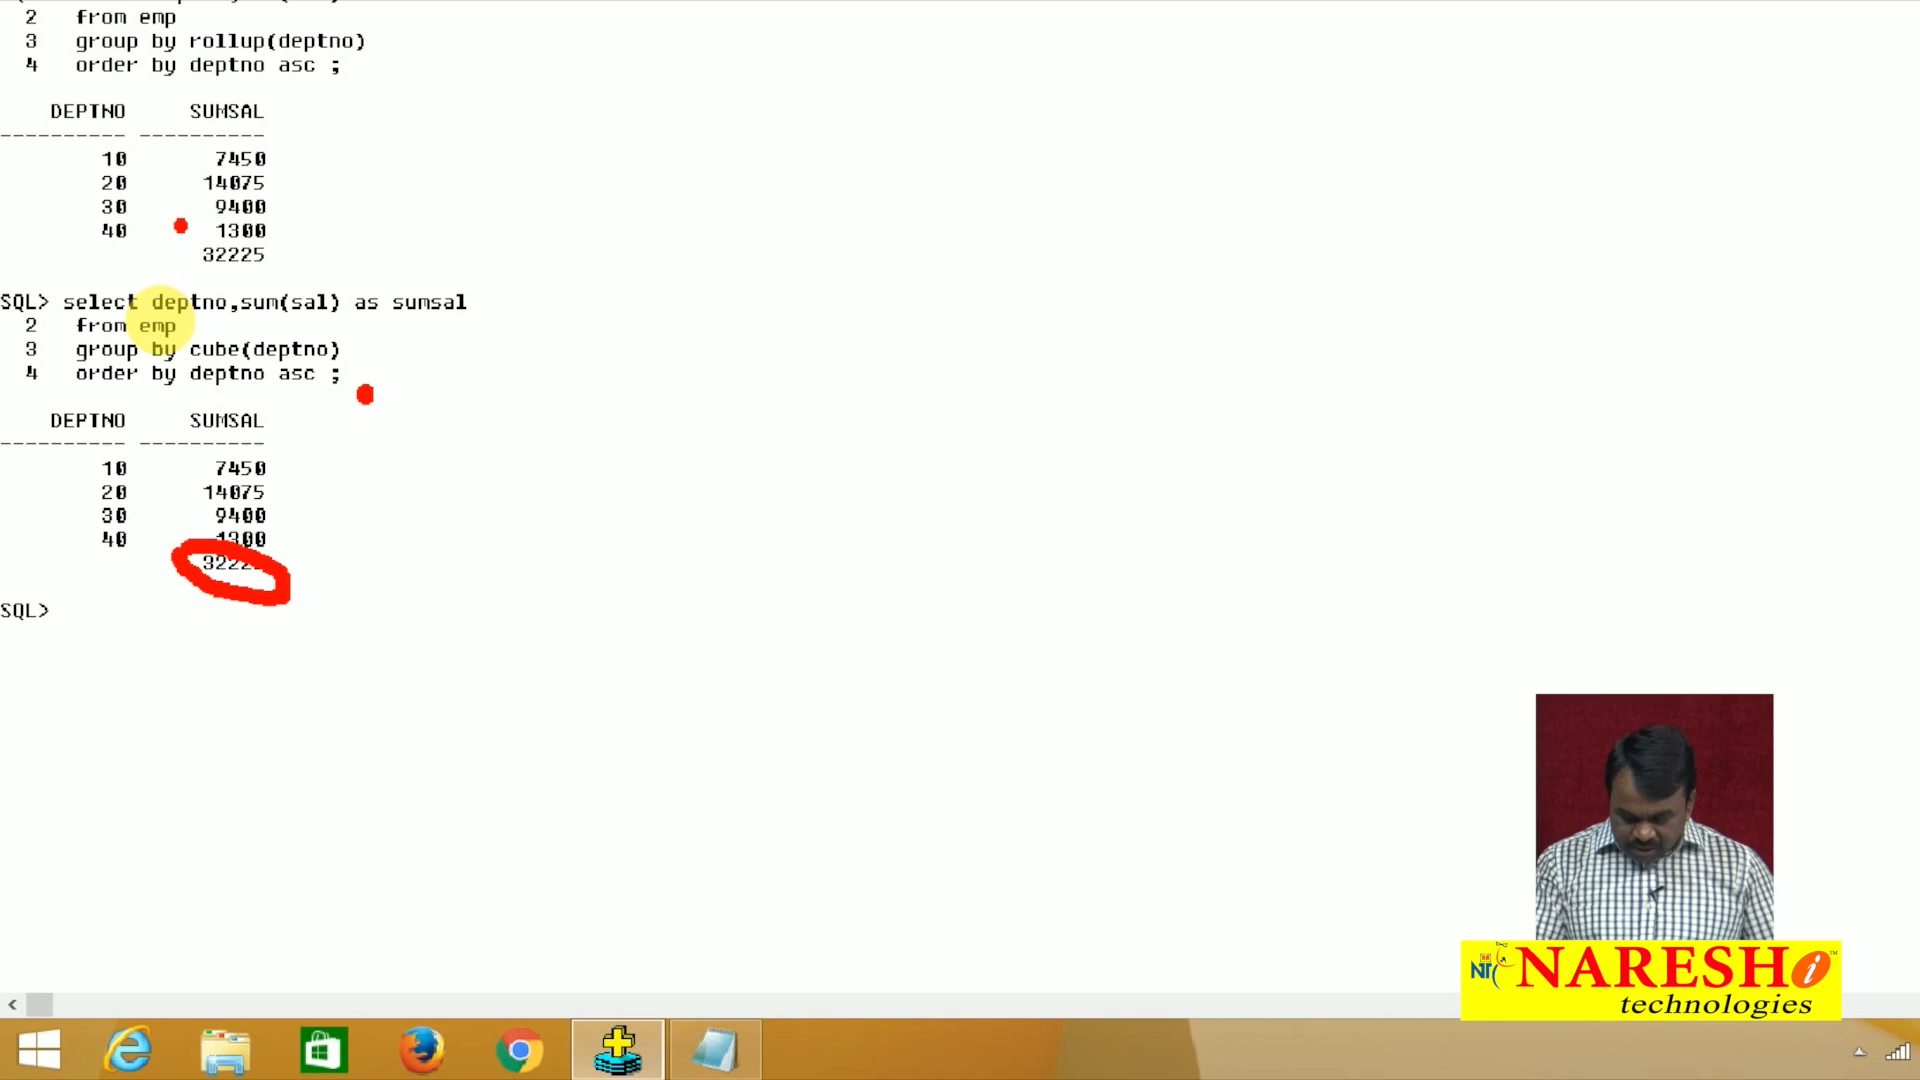 2 from emp
3 group by rollup(deptno)
4 order by deptno asc ;
DEPTNO SUMSAL
---------- ----------
10 7450
20 14075
30 9400
40 1300
32225
SQL> select deptno,sum(sal) as sumsal
2 from emp
3 group by cube(deptno)
4 order by deptno asc ;
DEPTNO SUMSAL
---------- ----------
10 7450
20 14075
30 9400
40 1300
SQL>
NARESH i
technologies